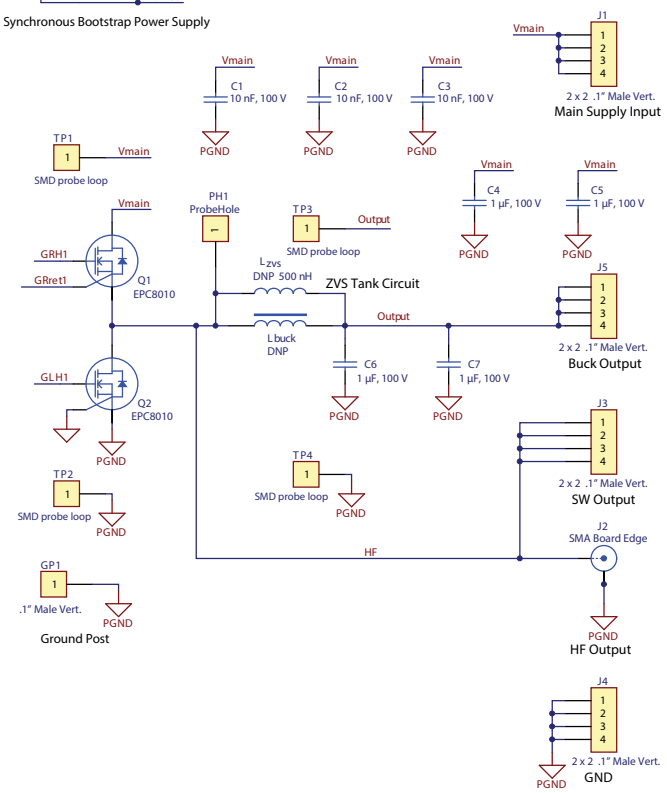 Synchronous Bootstrap Power Supply
J1
Vmain
1
2
3
4
2 x 2 .1" Male Vert.
Main Supply Input
Vmain
C1
10 nF, 100 V
PGND
Vmain
C2
10 nF, 100 V
PGND
Vmain
C3
10 nF, 100 V
PGND
TP1
1
Vmain
SMD probe loop
Vmain
C4
1 µF, 100 V
PGND
Vmain
C5
1 µF, 100 V
PGND
Vmain
GRH1
GRret1
Q1
EPC8010
PH1
ProbeHole
1
TP3
1
Output
SMD probe loop
Lzvs
DNP 500 nH
ZVS Tank Circuit
Lbuck
DNP
Output
J5
1
2
3
4
2 x 2 .1" Male Vert.
Buck Output
C6
1 µF, 100 V
PGND
C7
1 µF, 100 V
PGND
GLH1
Q2
EPC8010
PGND
J3
1
2
3
4
2 x 2 .1" Male Vert.
SW Output
TP2
1
SMD probe loop
PGND
TP4
1
SMD probe loop
PGND
J2
SMA Board Edge
HF
PGND
HF Output
GP1
1
.1" Male Vert.
PGND
Ground Post
J4
1
2
3
4
2 x 2 .1" Male Vert.
PGND
GND